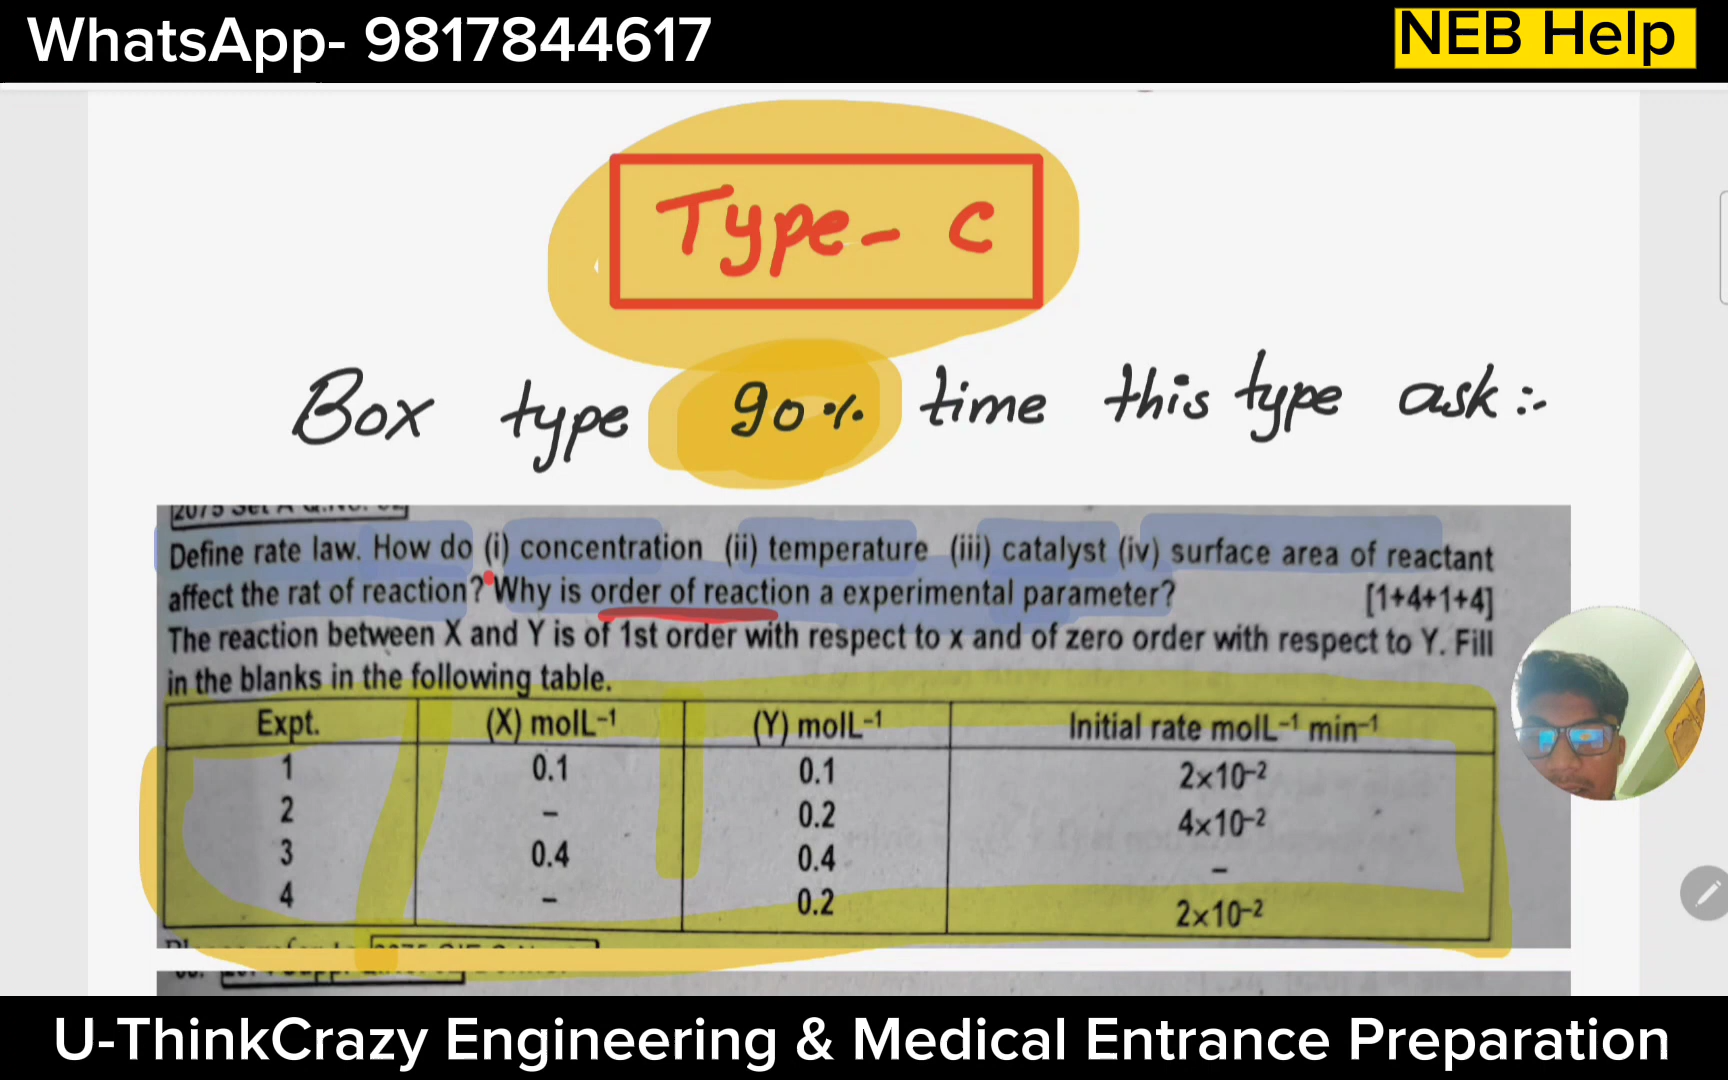 WhatsApp- 9817844617
NEB Help
Type- C
Box type 90% time this type ask:-
2075 Set A Q.No.
Define rate law. How do (i) concentration (ii) temperature (iii) catalyst (iv) surface area of reactant
affect the rat of reaction? Why is order of reaction a experimental parameter? [1+4+1+4]
The reaction between X and Y is of 1st order with respect to x and of zero order with respect to Y. Fill
in the blanks in the following table.
Expt. (X) molL⁻¹ (Y) molL⁻¹ Initial rate molL⁻¹ min⁻¹
1 0.1 0.1 2×10⁻²
2 – 0.2 4×10⁻²
3 0.4 0.4 –
4 – 0.2 2×10⁻²
U-ThinkCrazy Engineering & Medical Entrance Preparation